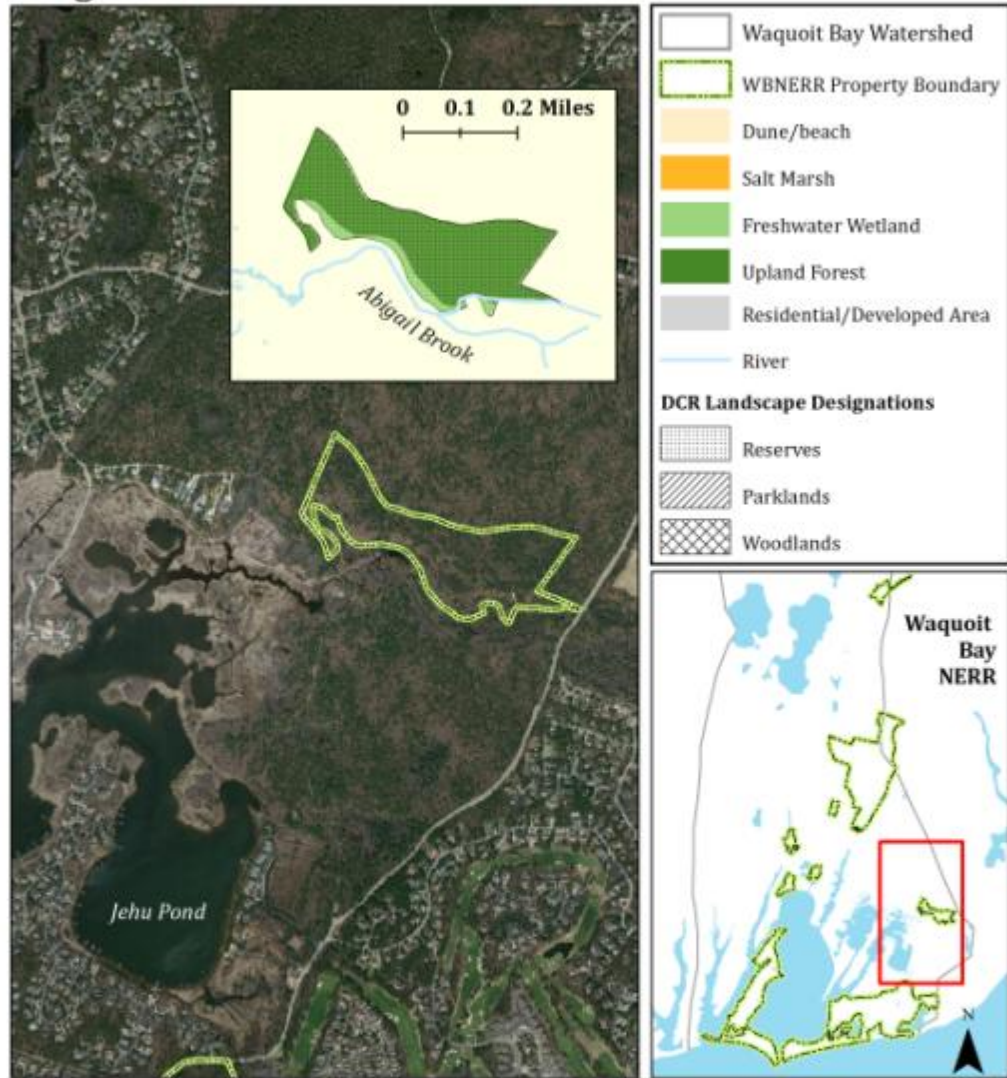 0 0.1 0.2 Miles
Abigail Brook
Jehu Pond
Waquoit Bay Watershed
WBNERR Property Boundary
Dune/beach
Salt Marsh
Freshwater Wetland
Upland Forest
Residential/Developed Area
River
DCR Landscape Designations
Reserves
Parklands
Woodlands
Waquoit
Bay
NERR
N